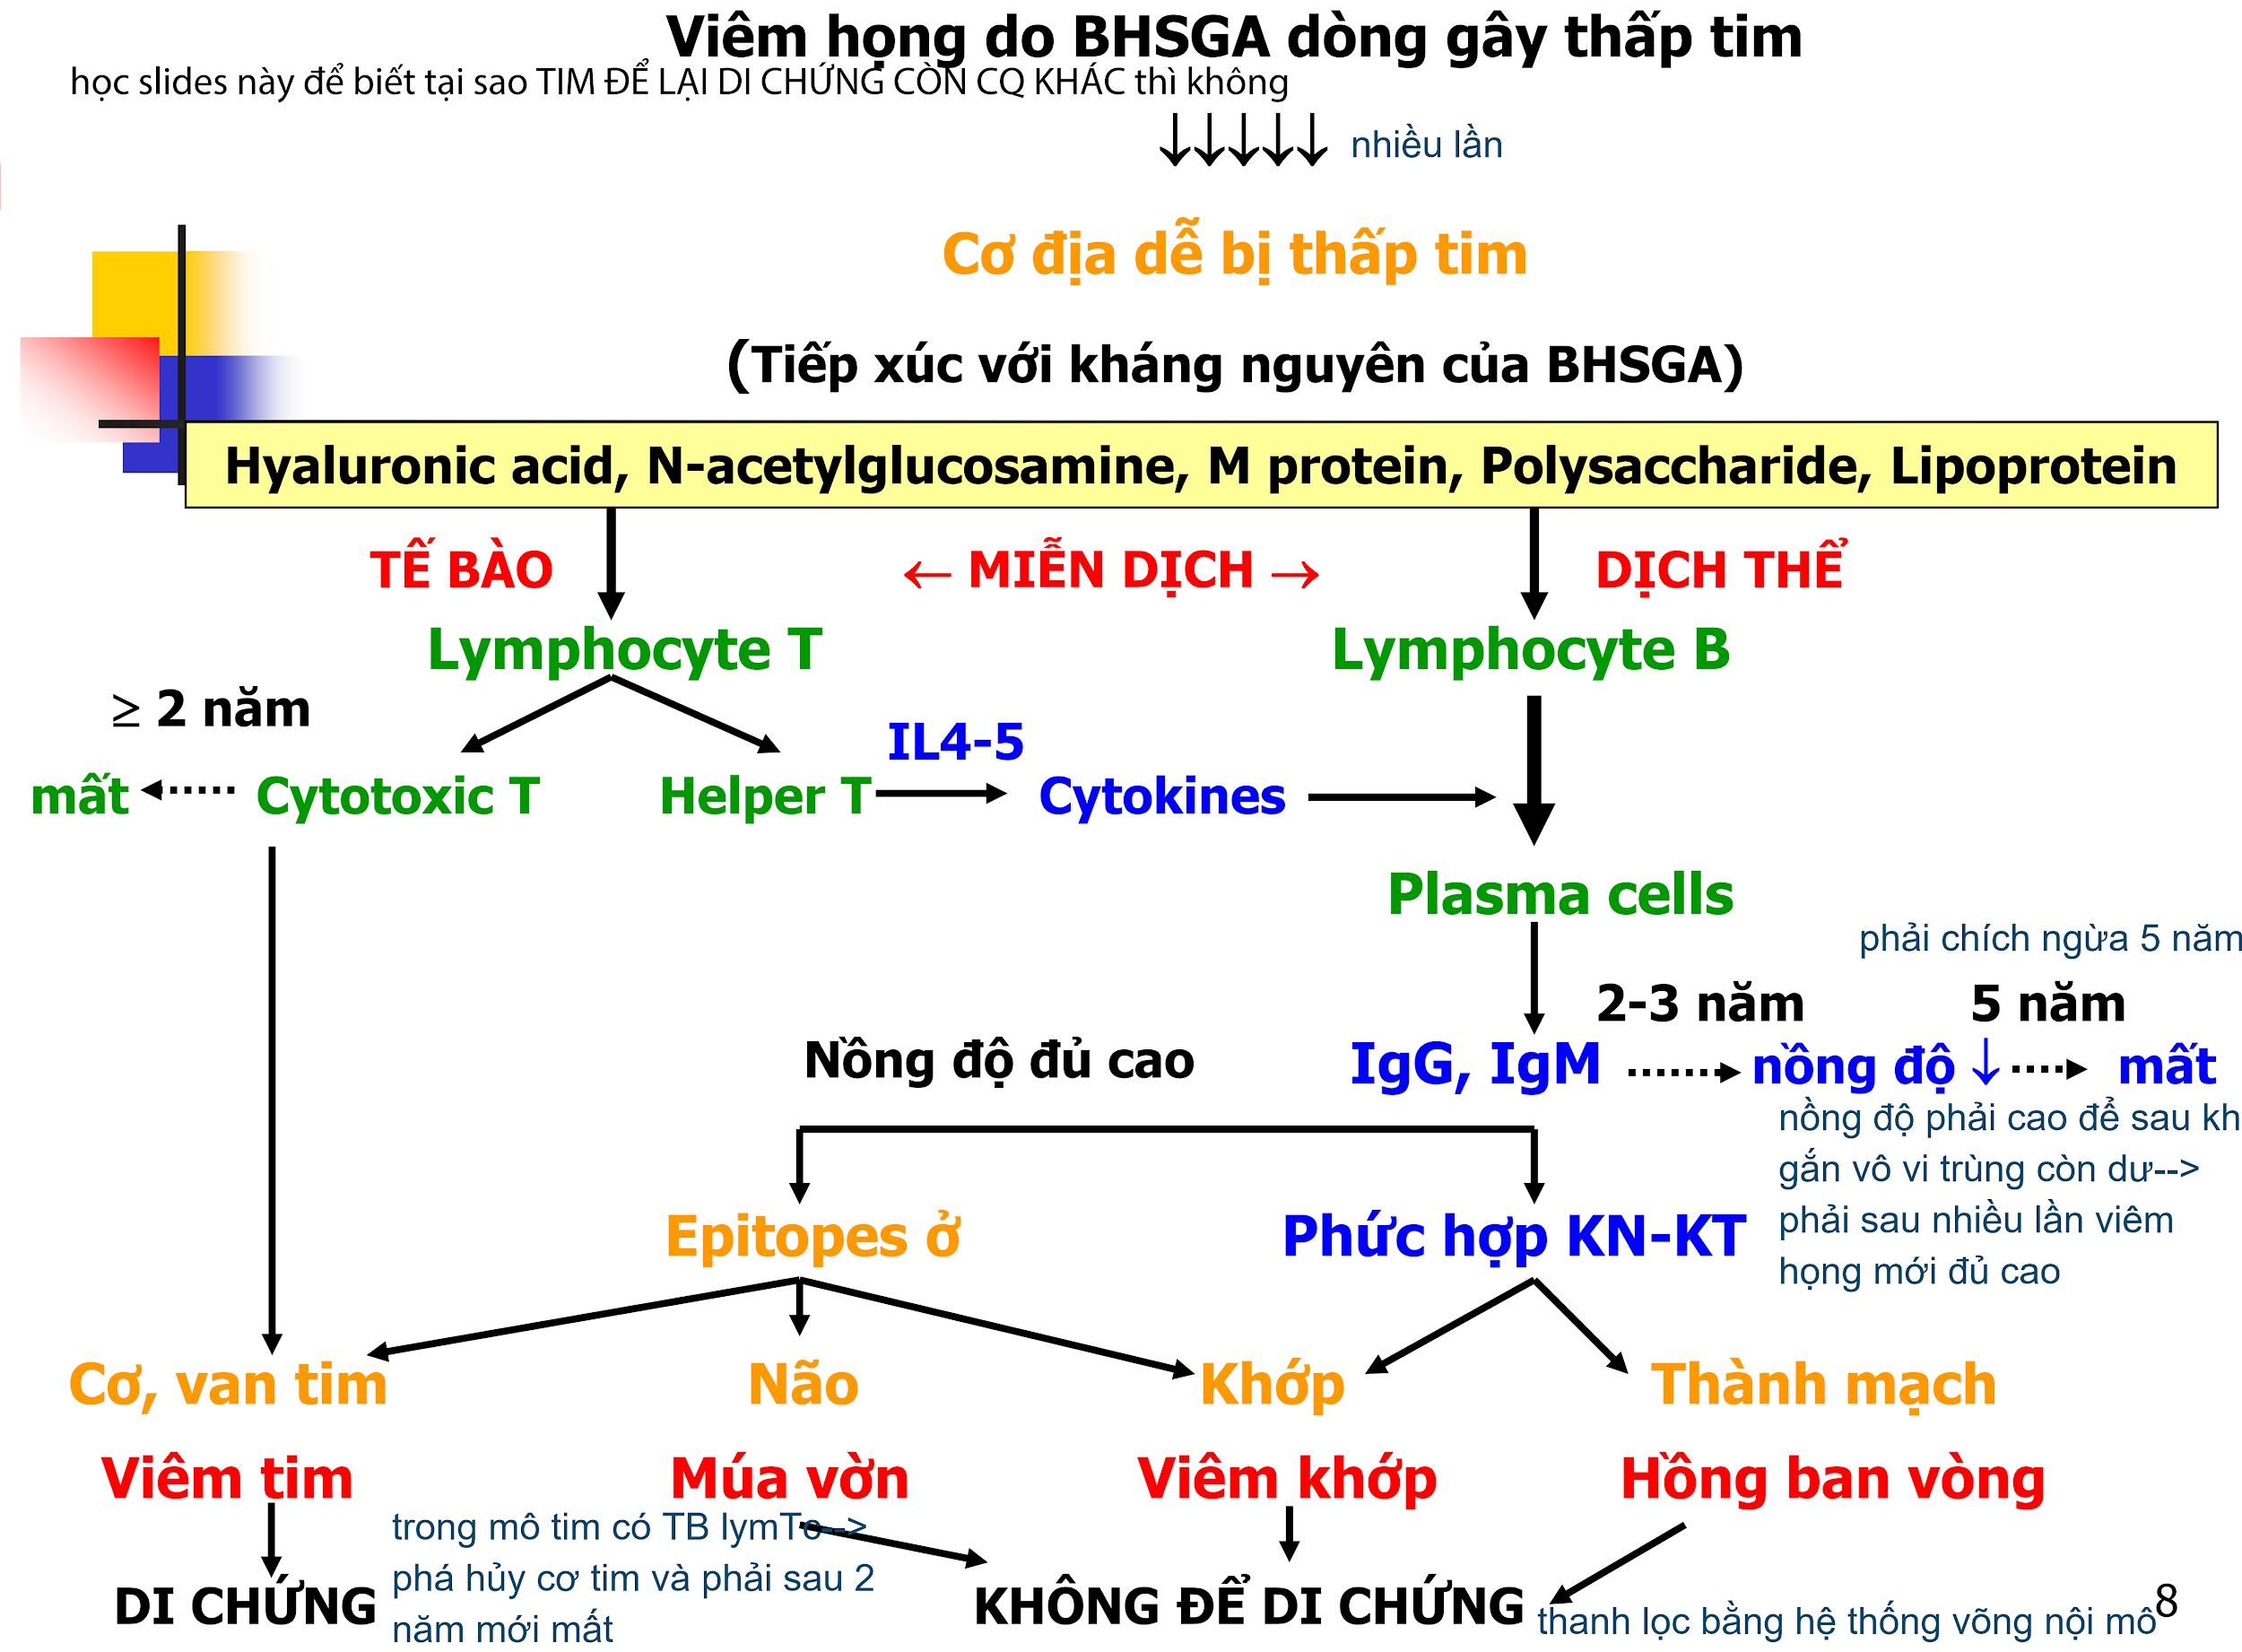 Viêm họng do BHSGA dòng gây thấp tim
học slides này để biết tại sao TIM ĐỂ LẠI DI CHỨNG CÒN CQ KHÁC thì không
↓↓↓↓↓ nhiều lần
Cơ địa dễ bị thấp tim
(Tiếp xúc với kháng nguyên của BHSGA)
Hyaluronic acid, N-acetylglucosamine, M protein, Polysaccharide, Lipoprotein
TẾ BÀO ← MIỄN DỊCH → DỊCH THỂ
Lymphocyte T Lymphocyte B
≥ 2 năm
IL4-5
mất Cytotoxic T Helper T Cytokines
Plasma cells
phải chích ngừa 5 năm
2-3 năm 5 năm
Nồng độ đủ cao IgG, IgM nồng độ ↓ mất
nồng độ phải cao để sau kh
gắn vô vi trùng còn dư-->
phải sau nhiều lần viêm
họng mới đủ cao
Epitopes ở Phức hợp KN-KT
Cơ, van tim Não Khớp Thành mạch
Viêm tim Múa vờn Viêm khớp Hồng ban vòng
trong mô tim có TB lymTc-->
phá hủy cơ tim và phải sau 2
năm mới mất
DI CHỨNG KHÔNG ĐỂ DI CHỨNG
thanh lọc bằng hệ thống võng nội mô
8